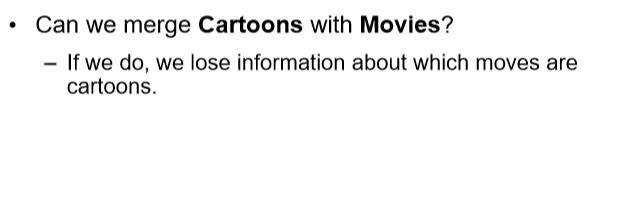 • Can we merge Cartoons with Movies?
– If we do, we lose information about which moves are
cartoons.